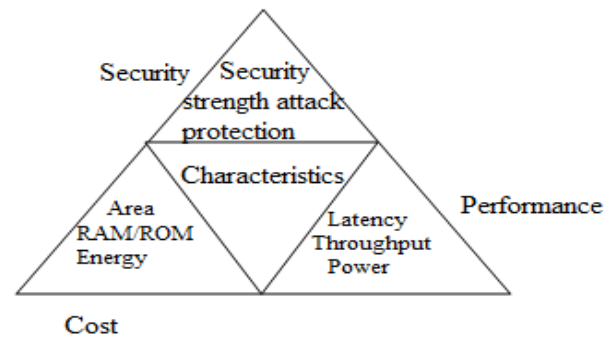 Security
Security
strength attack
protection
Characteristics
Area
RAM/ROM
Energy
Latency
Throughput
Power
Performance
Cost